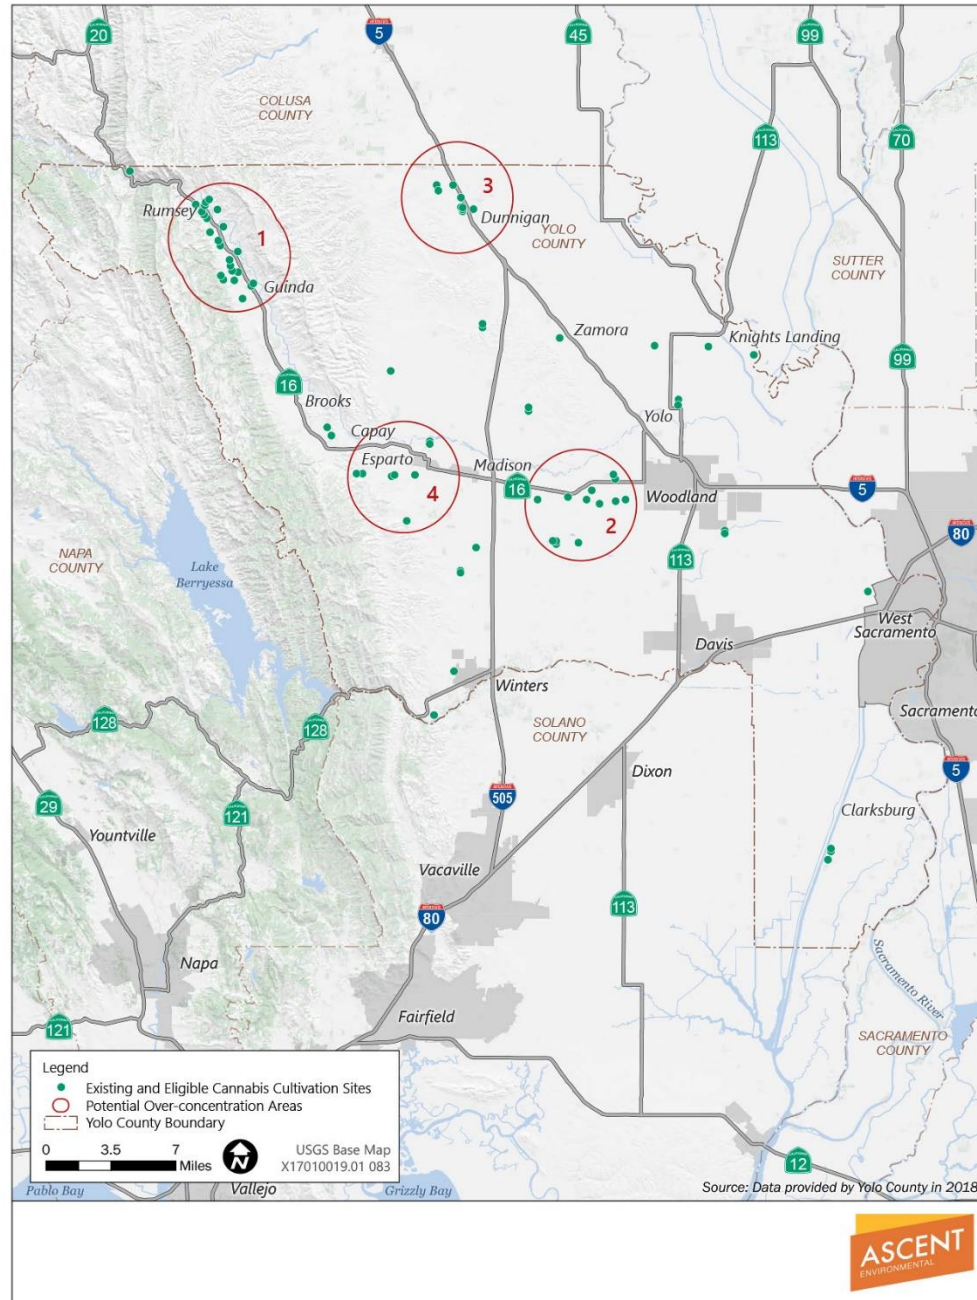 20
5
45
99
COLUSA
COUNTY
113
70
3
Rumsey
1
Dunnigan
YOLO
COUNTY
SUTTER
COUNTY
Guinda
Zamora
Knights Landing
99
16
Brooks
Yolo
Capay
Esparto
Madison
4
16
2
Woodland
5
80
NAPA
COUNTY
Lake
Berryessa
113
West
Sacramento
Davis
Winters
Sacramento
128
128
SOLANO
COUNTY
Dixon
5
29
121
505
Clarksburg
Yountville
Vacaville
80
113
Napa
Sacramento
River
Fairfield
121
SACRAMENTO
COUNTY
Legend
Existing and Eligible Cannabis Cultivation Sites
Potential Over-concentration Areas
Yolo County Boundary
0 3.5 7
Miles
N
USGS Base Map
X17010019.01 083
12
Pablo Bay
Vallejo
Grizzly Bay
Source: Data provided by Yolo County in 2018
ASCENT
ENVIRONMENTAL